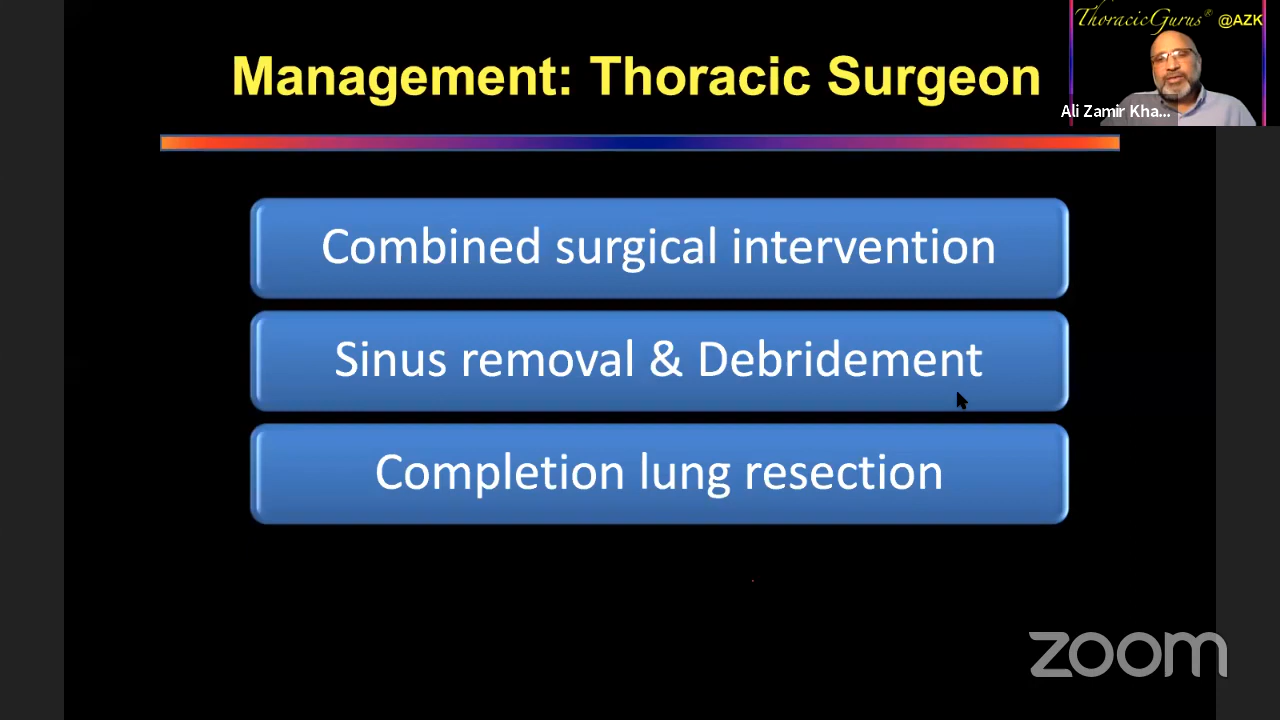 ThoracicGurus® @AZK
Management: Thoracic Surgeon
Ali Zamir Kha...
Combined surgical intervention
Sinus removal & Debridement
Completion lung resection
zoom